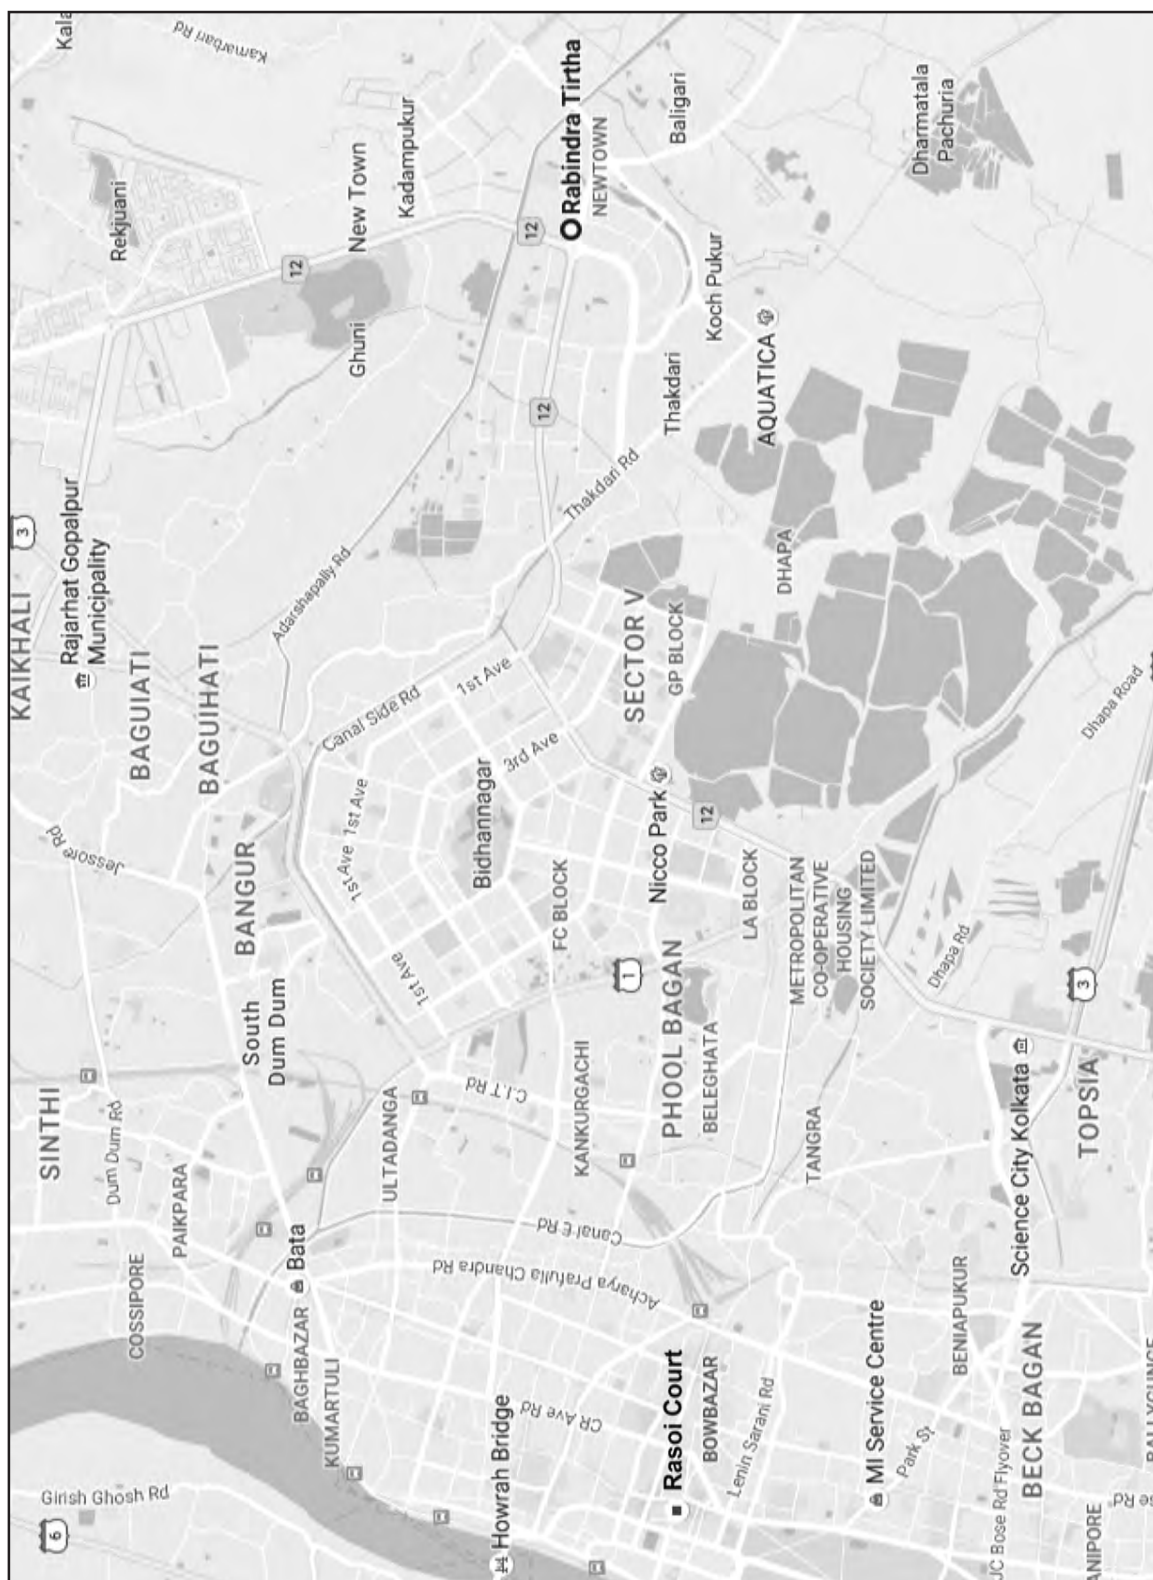 Kala
Kamarbari Rd
Rekjuani
12
New Town
Kadampukur
Rabindra Tirtha
NEWTOWN
Baligari
Dharmatala
Pachuria
12
Ghuni
12
Koch Pukur
Thakdari
AQUATICA
3
KAIKHALI
Rajarhat Gopalpur
Municipality
BAGUIATI
BAGUIHATI
Adarshapally Rd
Thakdari Rd
DHAPA
Canal Side Rd
1st Ave
SECTOR V
GP BLOCK
Dhapa Road
Jessore Rd
BANGUR
1st Ave
1st Ave
3rd Ave
Bidhannagar
Nicco Park
12
FC BLOCK
LA BLOCK
METROPOLITAN
CO-OPERATIVE
HOUSING
SOCIETY LIMITED
Dhapa Rd
South
Dum Dum
1st Ave
1
PHOOL BAGAN
BELEGHATA
3
SINTHI
Dum Dum Rd
ULTADANGA
C.I.T Rd
KANKURGACHI
TANGRA
Science City Kolkata
TOPSIA
PAIKPARA
COSSIPORE
Bata
BAGHBAZAR
KUMARTULI
Canal E Rd
Acharya Prafulla Chandra Rd
BENIAPUKUR
Girish Ghosh Rd
6
Howrah Bridge
CR Ave Rd
Rasoi Court
BOWBAZAR
Lenin Sarani Rd
MI Service Centre
Park St
JC Bose Rd Flyover
BECK BAGAN
BALLYGUNGE
ANIPORE
se Rd